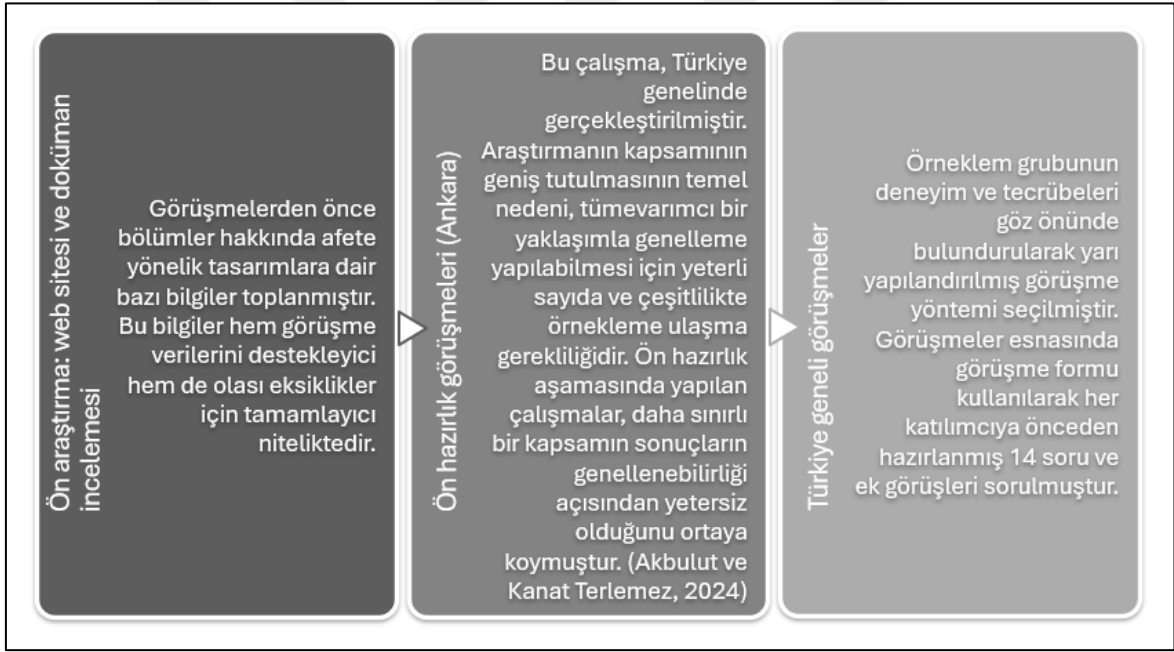 Ön araştırma: web sitesi ve doküman
incelemesi
Görüşmelerden önce
bölümler hakkında afete
yönelik tasarımlara dair
bazı bilgiler toplanmıştır.
Bu bilgiler hem görüşme
verilerini destekleyici
hem de olası eksiklikler
için tamamlayıcı
niteliktedir.
Ön hazırlık görüşmeleri (Ankara)
Bu çalışma, Türkiye
genelinde
gerçekleştirilmiştir.
Araştırmanın kapsamının
geniş tutulmasının temel
nedeni, tümevarımcı bir
yaklaşımla genelleme
yapılabilmesi için yeterli
sayıda ve çeşitlilikte
örnekleme ulaşma
gerekliliğidir. Ön hazırlık
aşamasında yapılan
çalışmalar, daha sınırlı
bir kapsamın sonuçların
genellenebilirliği
açısından yetersiz
olduğunu ortaya
koymuştur. (Akbulut ve
Kanat Terlemez, 2024)
Türkiye geneli görüşmeler
Örneklem grubunun
deneyim ve tecrübeleri
göz önünde
bulundurularak yarı
yapılandırılmış görüşme
yöntemi seçilmiştir.
Görüşmeler esnasında
görüşme formu
kullanılarak her
katılımcıya önceden
hazırlanmış 14 soru ve
ek görüşleri sorulmuştur.